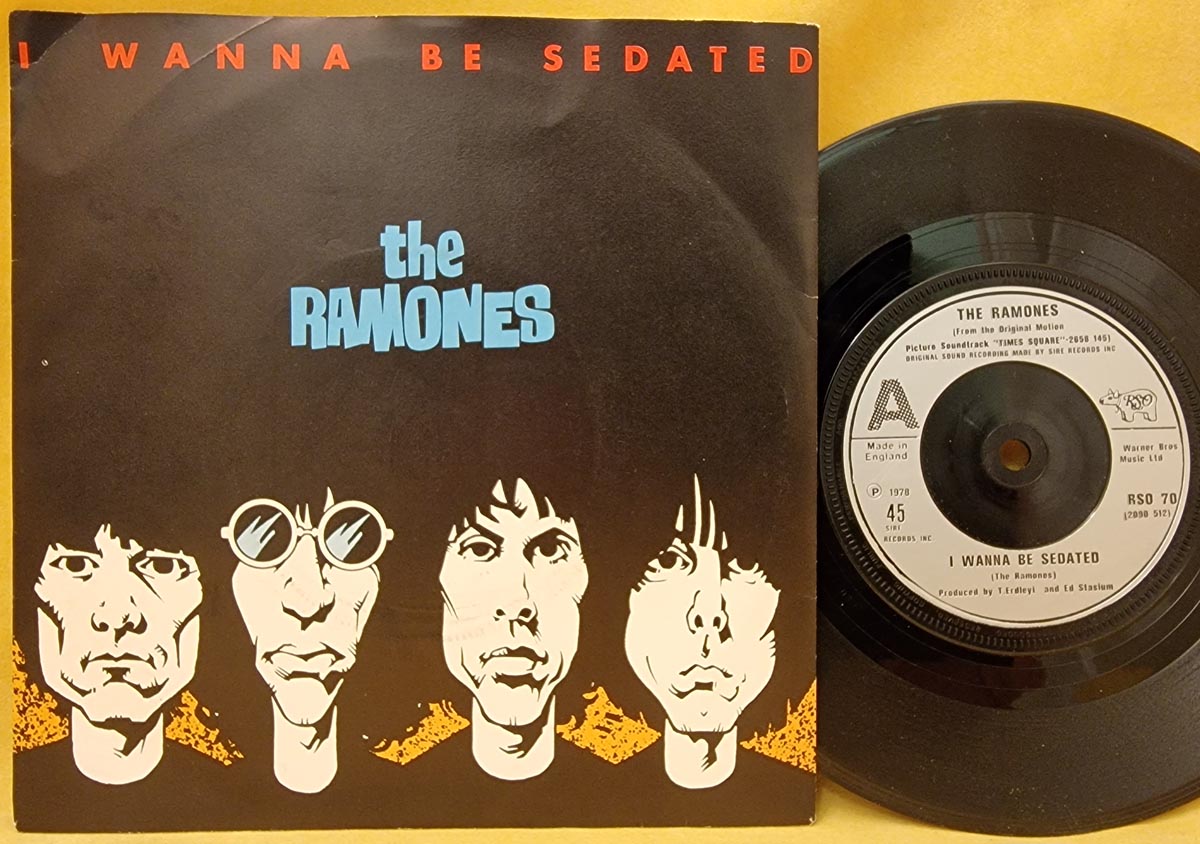 I WANNA BE SEDATED
the
RAMONES
THE RAMONES
(From the Original Motion
Picture Soundtrack "TIMES SQUARE"-2658 145)
ORIGINAL SOUND RECORDING MADE BY SIRE RECORDS INC
A
RSO
Made in
England
Warner Bros
Music Ltd
P 1978
45
SIRE
RECORDS INC
RSO 70
(2090 512)
I WANNA BE SEDATED
(The Ramones)
Produced by T.Erdleyi and Ed Stasium